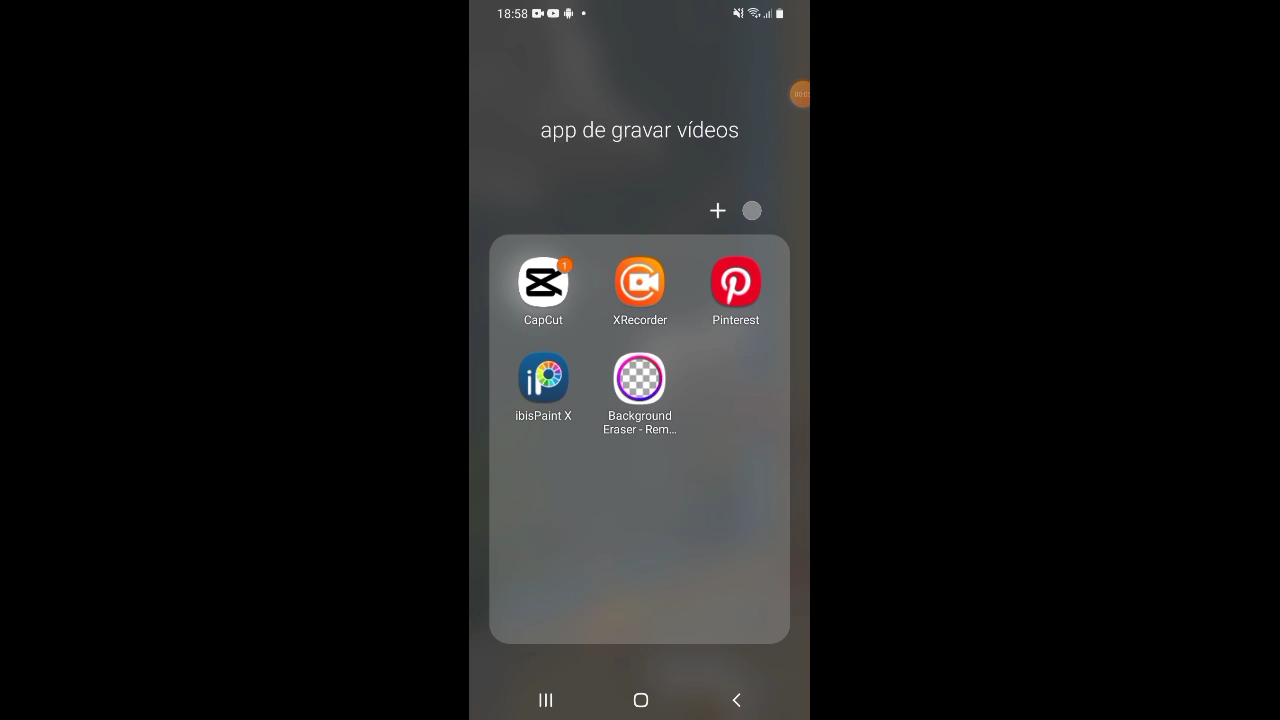 18:58
app de gravar vídeos
1
CapCut
XRecorder
Pinterest
ibisPaint X
Background
Eraser - Rem...